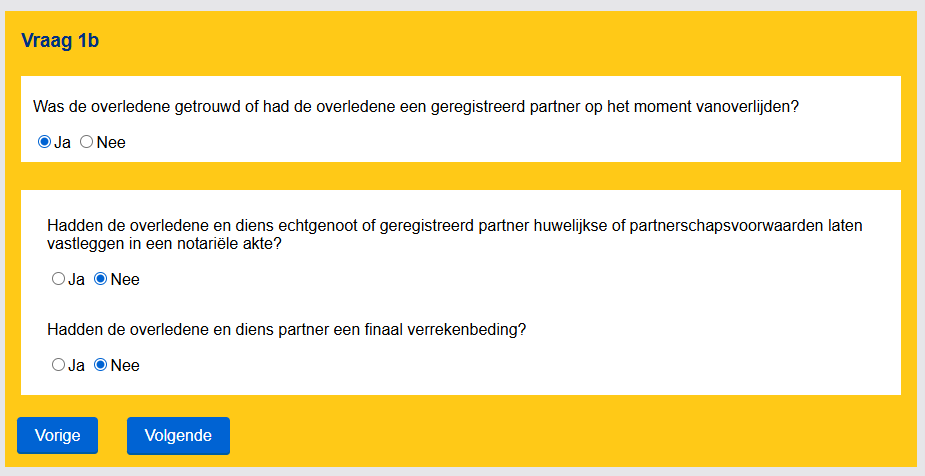 Vraag 1b
Was de overledene getrouwd of had de overledene een geregistreerd partner op het moment vanoverlijden?
Ja Nee
Hadden de overledene en diens echtgenoot of geregistreerd partner huwelijkse of partnerschapsvoorwaarden laten
vastleggen in een notariële akte?
Ja Nee
Hadden de overledene en diens partner een finaal verrekenbeding?
Ja Nee
Vorige Volgende